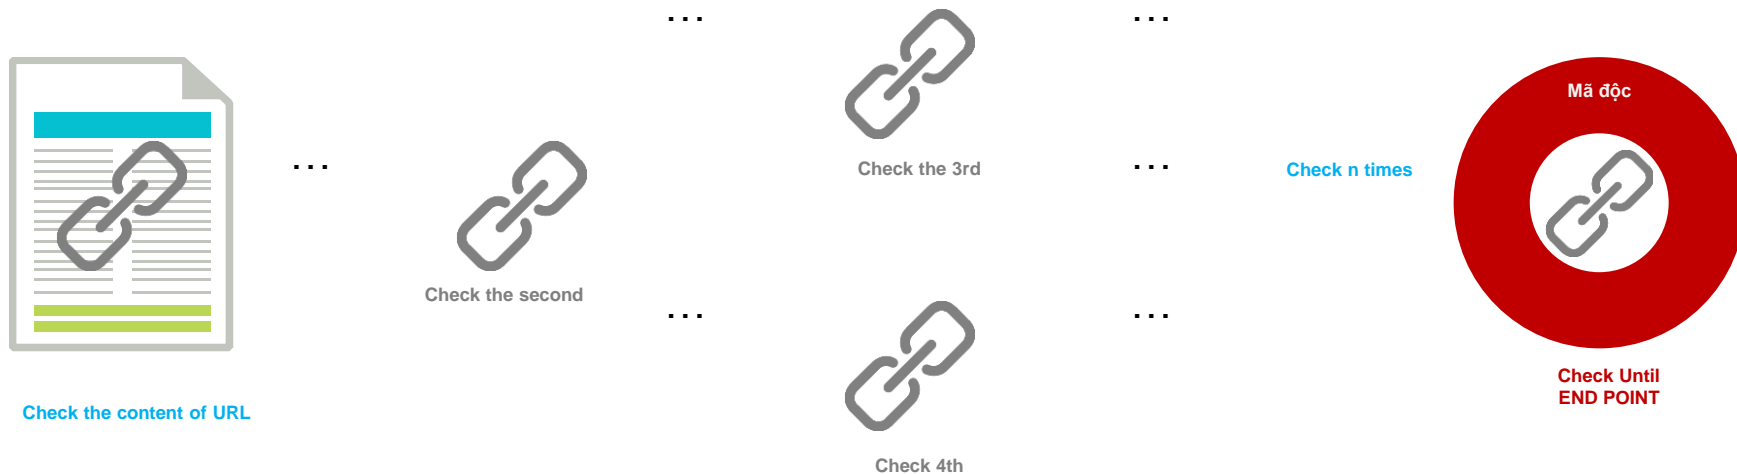 ...
...
Mã độc
...
Check the 3rd
...
Check n times
Check the second
...
...
Check Until
END POINT
Check the content of URL
Check 4th